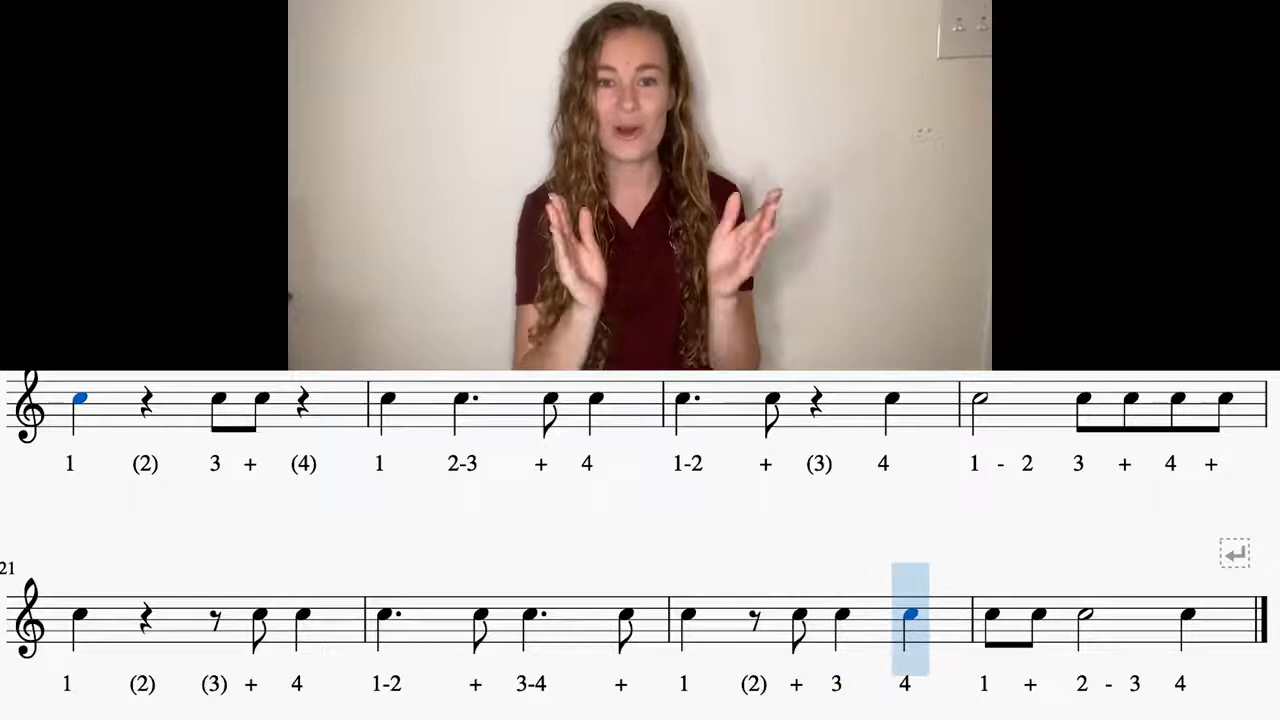 1 (2) 3 + (4) 1 2-3 + 4 1-2 + (3) 4 1 - 2 3 + 4 +
21
1 (2) (3) + 4 1-2 + 3-4 + 1 (2) + 3 4 1 + 2 - 3 4